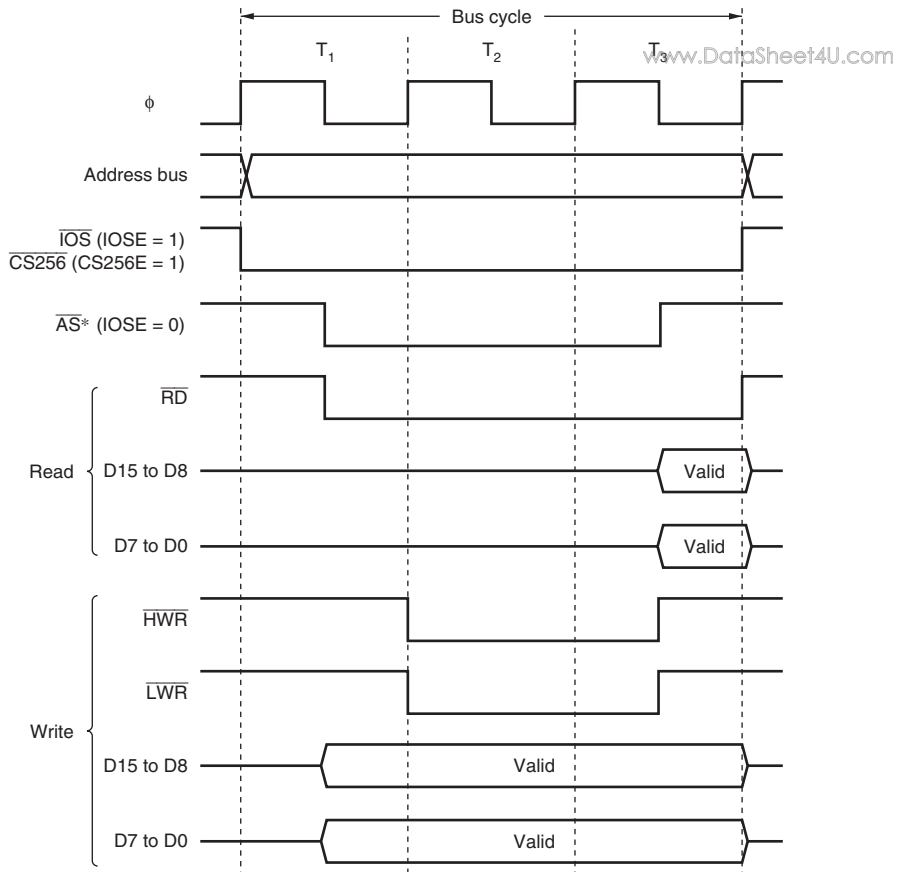 Bus cycle
T1
T2
T3
www.DataSheet4U.com
φ
Address bus
IOS (IOSE = 1)
CS256 (CS256E = 1)
AS* (IOSE = 0)
RD
Read
D15 to D8
Valid
D7 to D0
Valid
HWR
LWR
Write
D15 to D8
Valid
D7 to D0
Valid